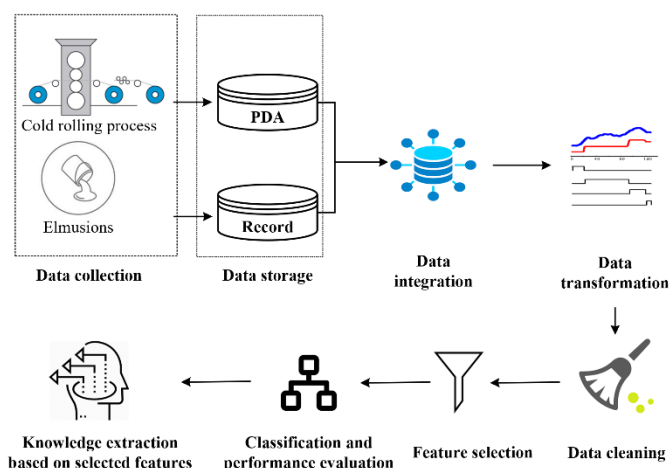 Cold rolling process
Elmusions
Data collection
PDA
Record
Data storage
Data
integration
Data
transformation
Data cleaning
Feature selection
Classification and
performance evaluation
Knowledge extraction
based on selected features